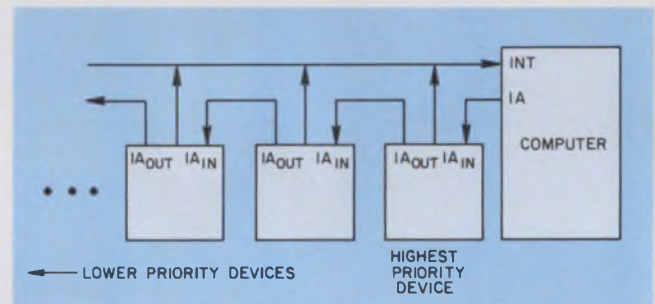 INT
IA
COMPUTER
IAOUT IAIN
IAOUT IAIN
IAOUT IAIN
LOWER PRIORITY DEVICES
HIGHEST
PRIORITY
DEVICE